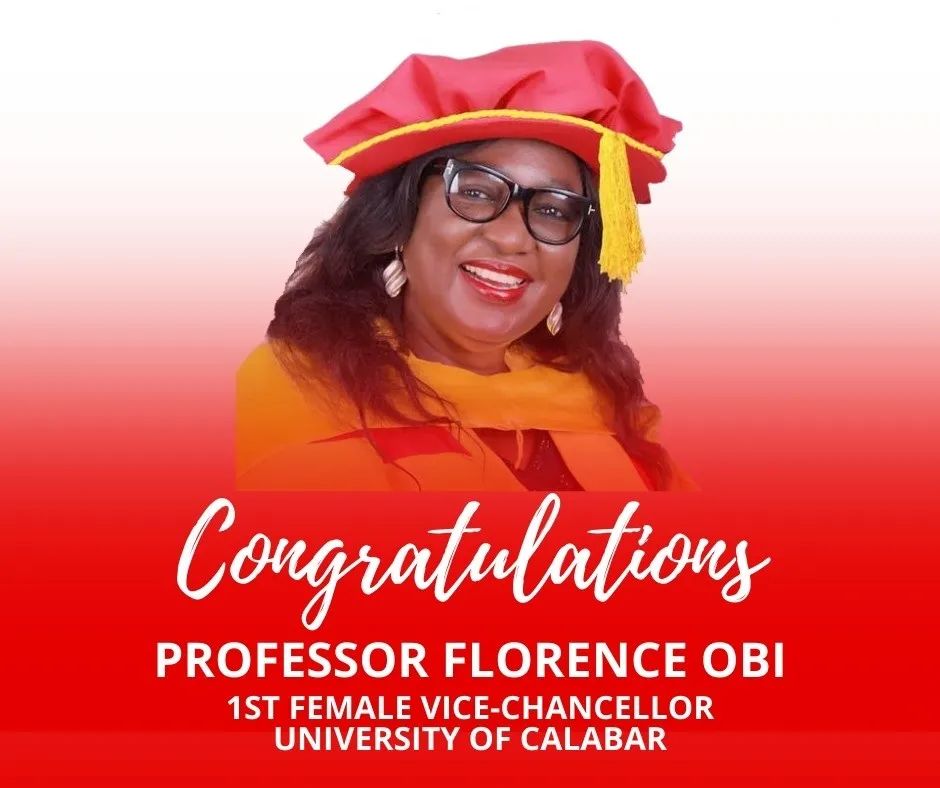 Congratulations
PROFESSOR FLORENCE OBI
1ST FEMALE VICE-CHANCELLOR
UNIVERSITY OF CALABAR